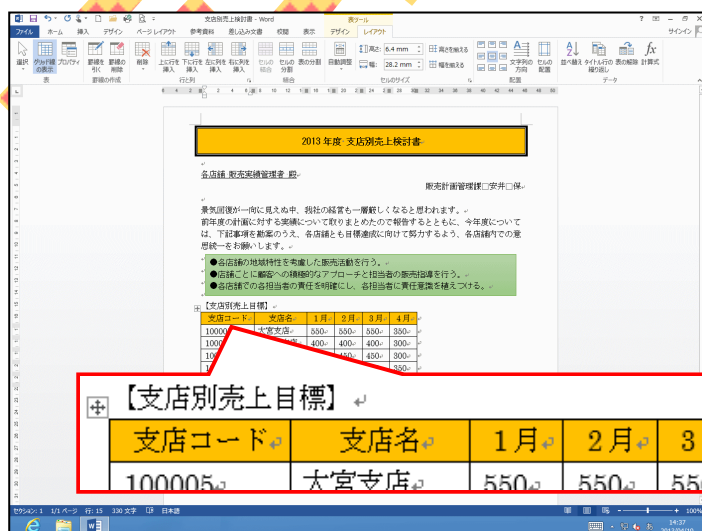 支店別売上検討書 - Word
表ツール
ファイル ホーム 挿入 デザイン ページ レイアウト 参考資料 差し込み文書 校閲 表示 デザイン レイアウト サインイン
選択 グリッド線の表示 プロパティ 罫線を引く 罫線の削除 削除 上に行を挿入 下に行を挿入 左に列を挿入 右に列を挿入 セルの結合 セルの分割 表の分割 自動調整 高さ: 6.4 mm 幅: 28.2 mm 高さを揃える 幅を揃える 文字列の方向 セルの配置 並べ替え タイトル行の繰り返し 表の解除 計算式
表 罫線の作成 行と列 結合 セルのサイズ 配置 データ
2013 年度 支店別売上検討書
各店舗 販売実績管理者 殿
販売計画管理課□安井□保
景気回復が一向に見えぬ中、我社の経営も一層厳しくなると思われます。
前年度の計画に対する実績について取りまとめたので報告するとともに、今年度について
は、下記事項を勘案のうえ、各店舗とも目標達成に向けて努力するよう、各店舗内での意
思統一をお願いします。
●各店舗の地域特性を考慮した販売活動を行う。
●店舗ごとに顧客への積極的なアプローチと担当者の販売指導を行う。
●各店舗での各担当者の責任を明確にし、各担当者に責任意識を植えつける。
【支店別売上目標】
支店コード 支店名 1月 2月 3月 4月
100005 大宮支店 550 550 550 350
400 400 400 300
450 450 300
350
【支店別売上目標】
支店コード 支店名 1月 2月 3
100005 大宮支店 550 550 55
セクション: 1 1/1 ページ 行: 15 330 文字 日本語 100%
14:37
2017/04/10